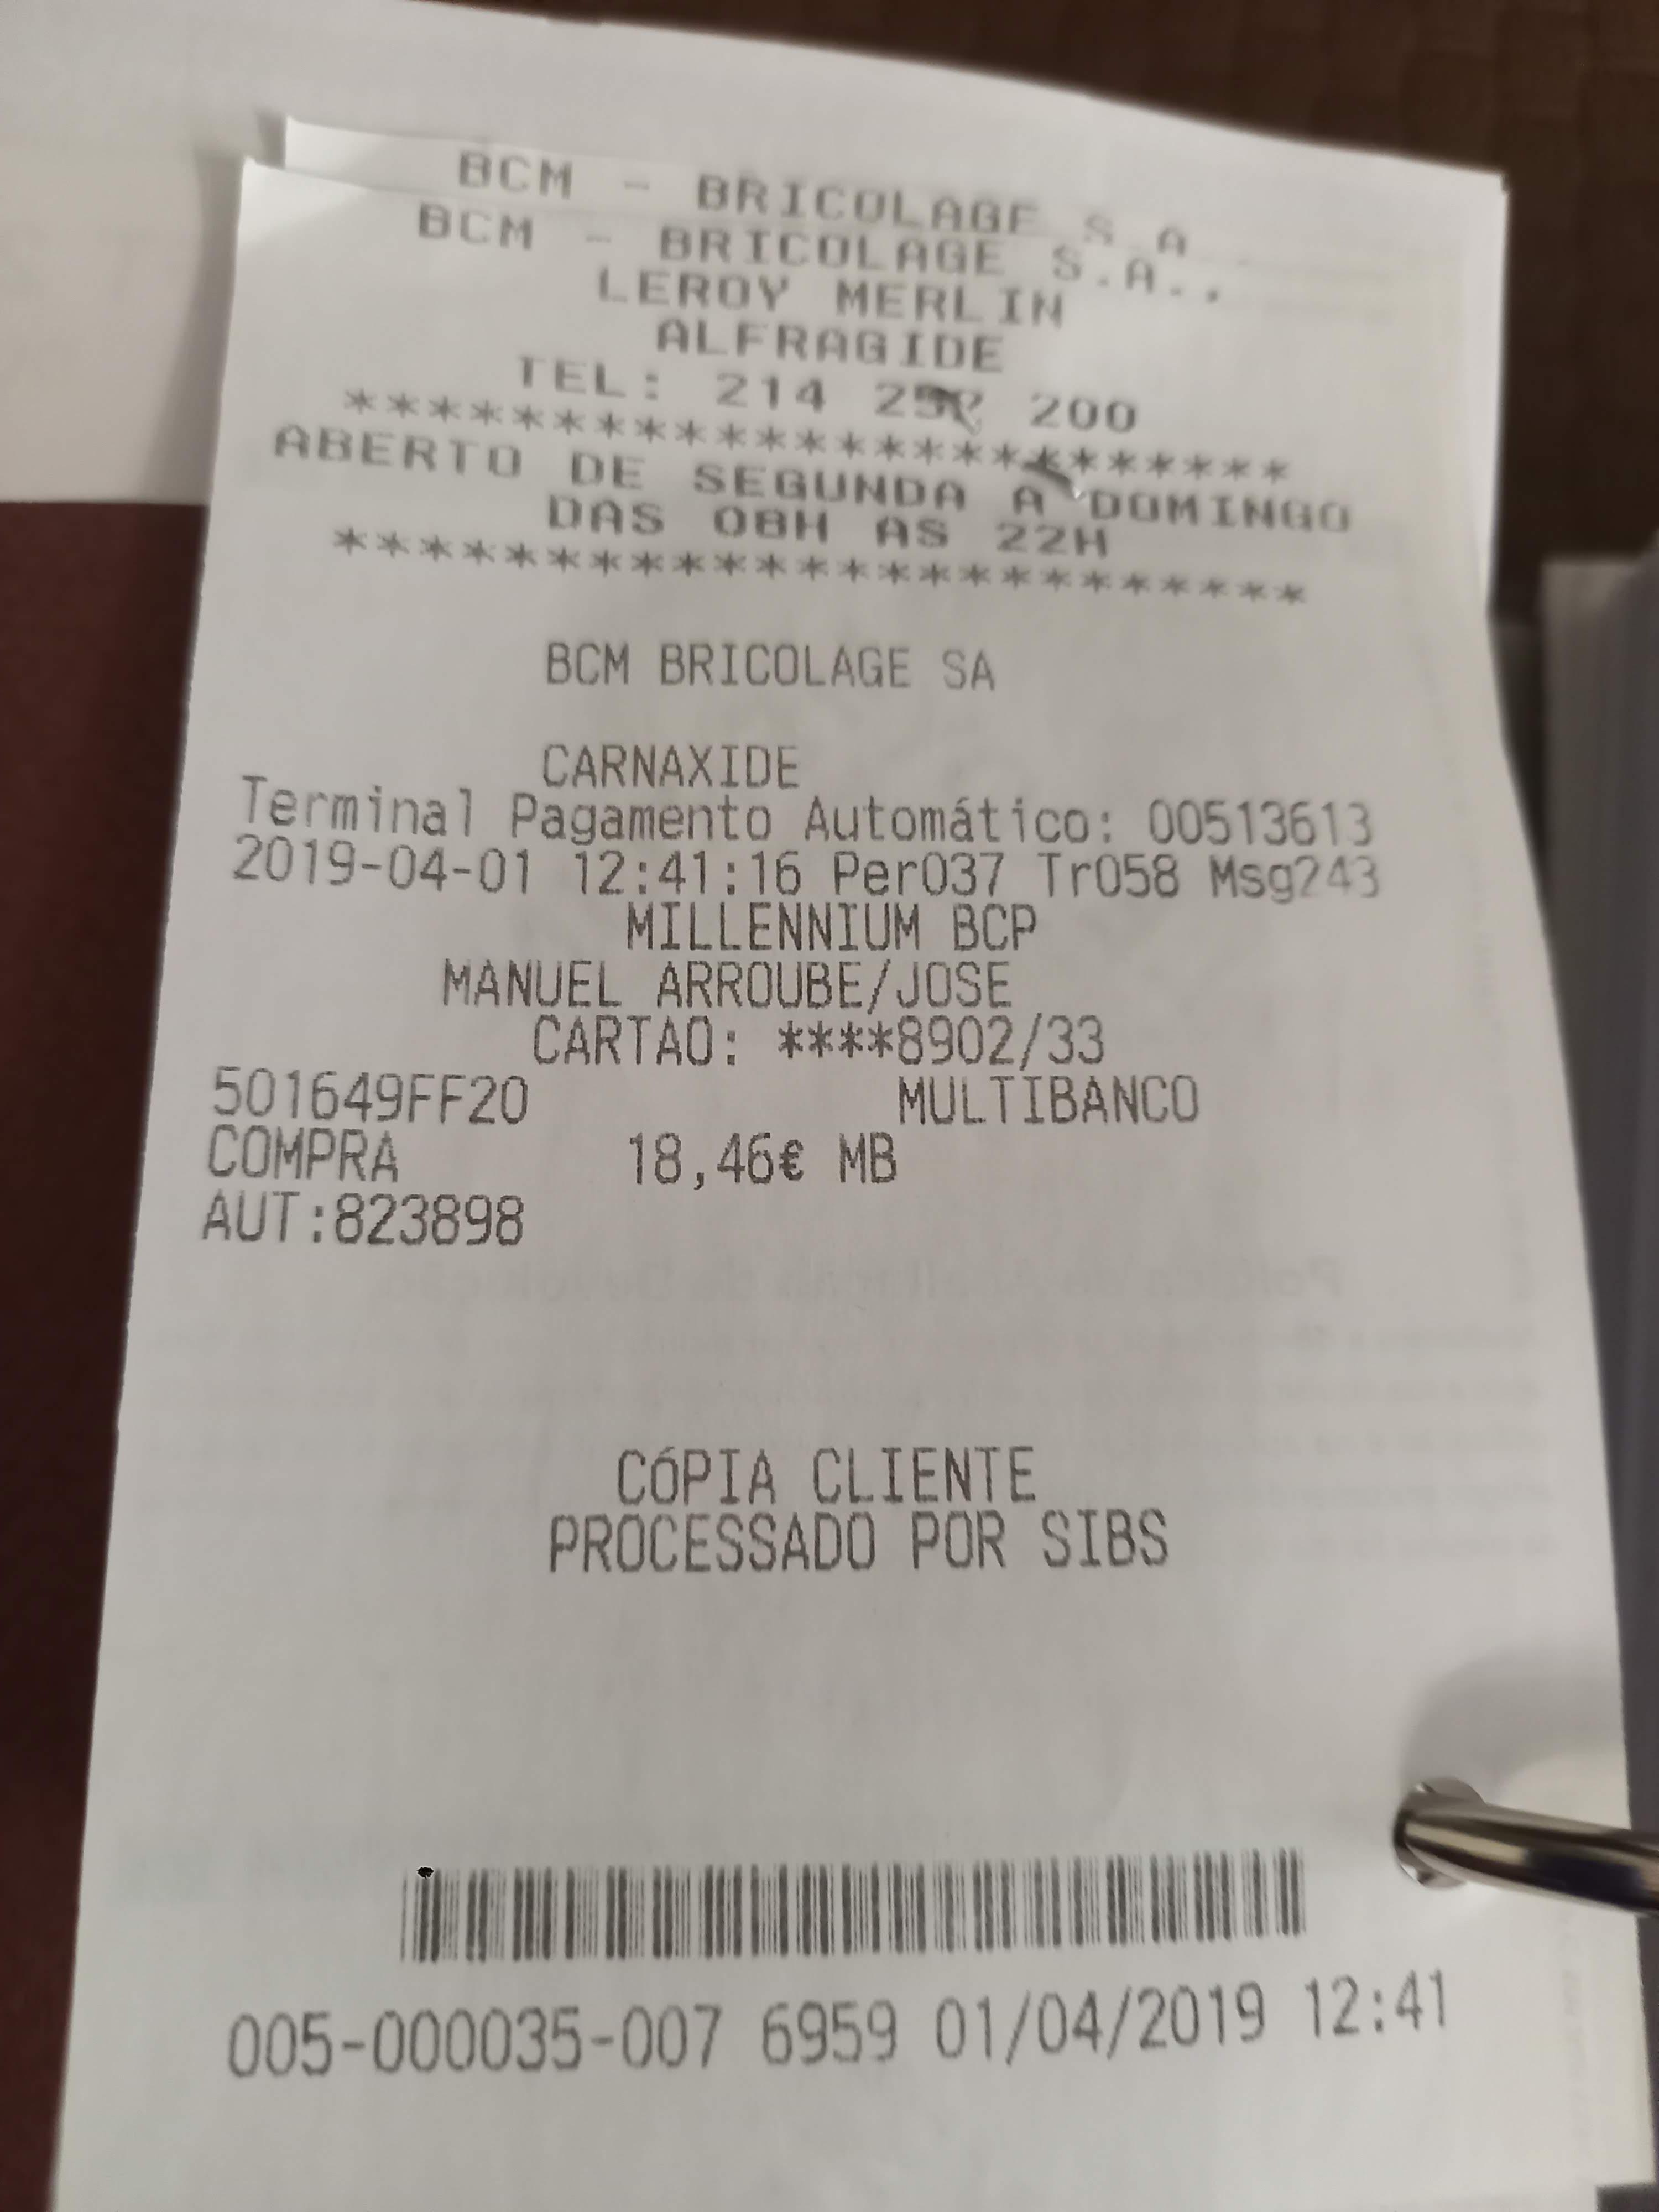 BCM - BRICOLAGE S A
BCM - BRICOLAGE S.A.,
LEROY MERLIN
ALFRAGIDE
TEL: 214 200
***********************
ABERTO DE SEGUNDA A DOMINGO
DAS 08H AS 22H
***********************
BCM BRICOLAGE SA
CARNAXIDE
Terminal Pagamento Automático: 00513613
2019-04-01 12:41:16 Per037 Tr058 Msg243
MILLENNIUM BCP
MANUEL ARROUBE/JOSE
CARTAO: ****8902/33
501649FF20 MULTIBANCO
COMPRA 18,46€ MB
AUT:823898
CÓPIA CLIENTE
PROCESSADO POR SIBS
005-000035-007 6959 01/04/2019 12:41